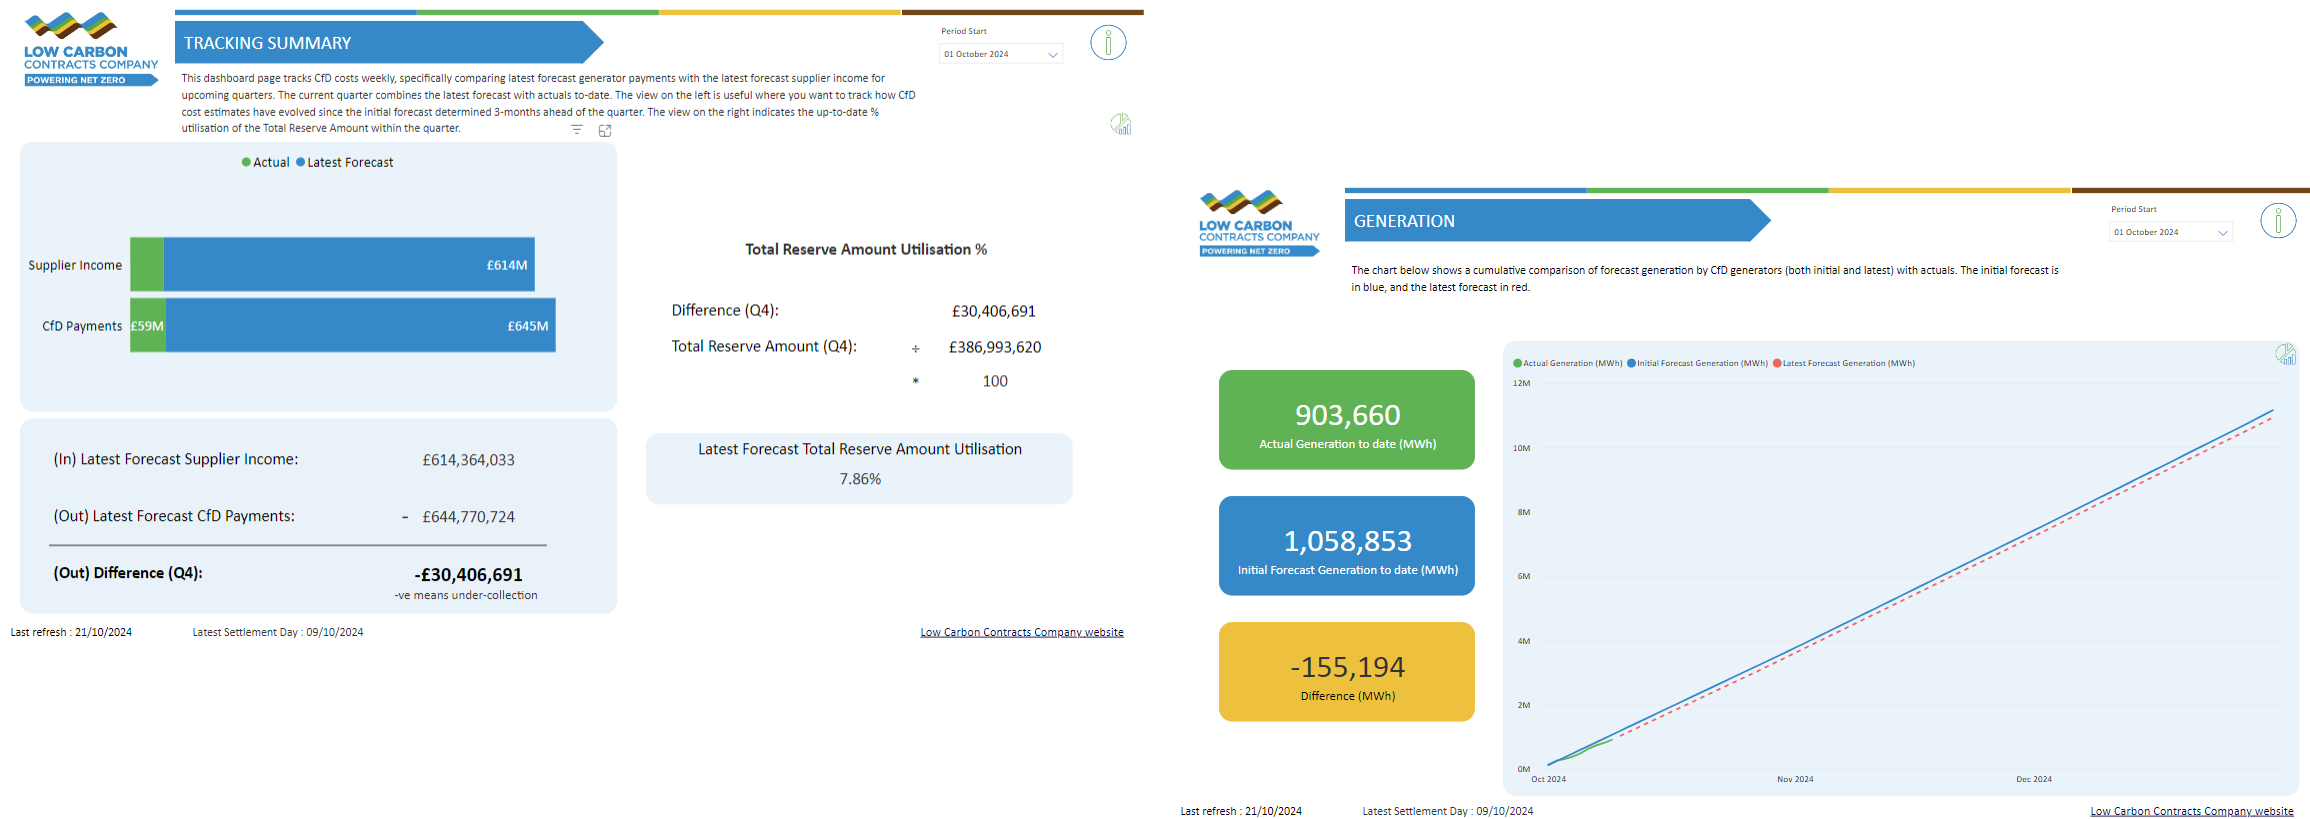 LOW CARBON
CONTRACTS COMPANY
POWERING NET ZERO
TRACKING SUMMARY
Period Start
01 October 2024
This dashboard page tracks CfD costs weekly, specifically comparing latest forecast generator payments with the latest forecast supplier income for
upcoming quarters. The current quarter combines the latest forecast with actuals to-date. The view on the left is useful where you want to track how CfD
cost estimates have evolved since the initial forecast determined 3-months ahead of the quarter. The view on the right indicates the up-to-date %
utilisation of the Total Reserve Amount within the quarter.
Actual Latest Forecast
Supplier Income £614M
CfD Payments £59M £645M
(In) Latest Forecast Supplier Income: £614,364,033
(Out) Latest Forecast CfD Payments: - £644,770,724
(Out) Difference (Q4): -£30,406,691
-ve means under-collection
Total Reserve Amount Utilisation %
Difference (Q4): £30,406,691
Total Reserve Amount (Q4): ÷ £386,993,620
* 100
Latest Forecast Total Reserve Amount Utilisation
7.86%
Last refresh : 21/10/2024 Latest Settlement Day : 09/10/2024 Low Carbon Contracts Company website
LOW CARBON
CONTRACTS COMPANY
POWERING NET ZERO
GENERATION
Period Start
01 October 2024
The chart below shows a cumulative comparison of forecast generation by CfD generators (both initial and latest) with actuals. The initial forecast is
in blue, and the latest forecast in red.
903,660
Actual Generation to date (MWh)
1,058,853
Initial Forecast Generation to date (MWh)
-155,194
Difference (MWh)
Actual Generation (MWh) Initial Forecast Generation (MWh) Latest Forecast Generation (MWh)
12M
10M
8M
6M
4M
2M
0M
Oct 2024 Nov 2024 Dec 2024
Last refresh : 21/10/2024 Latest Settlement Day : 09/10/2024 Low Carbon Contracts Company website